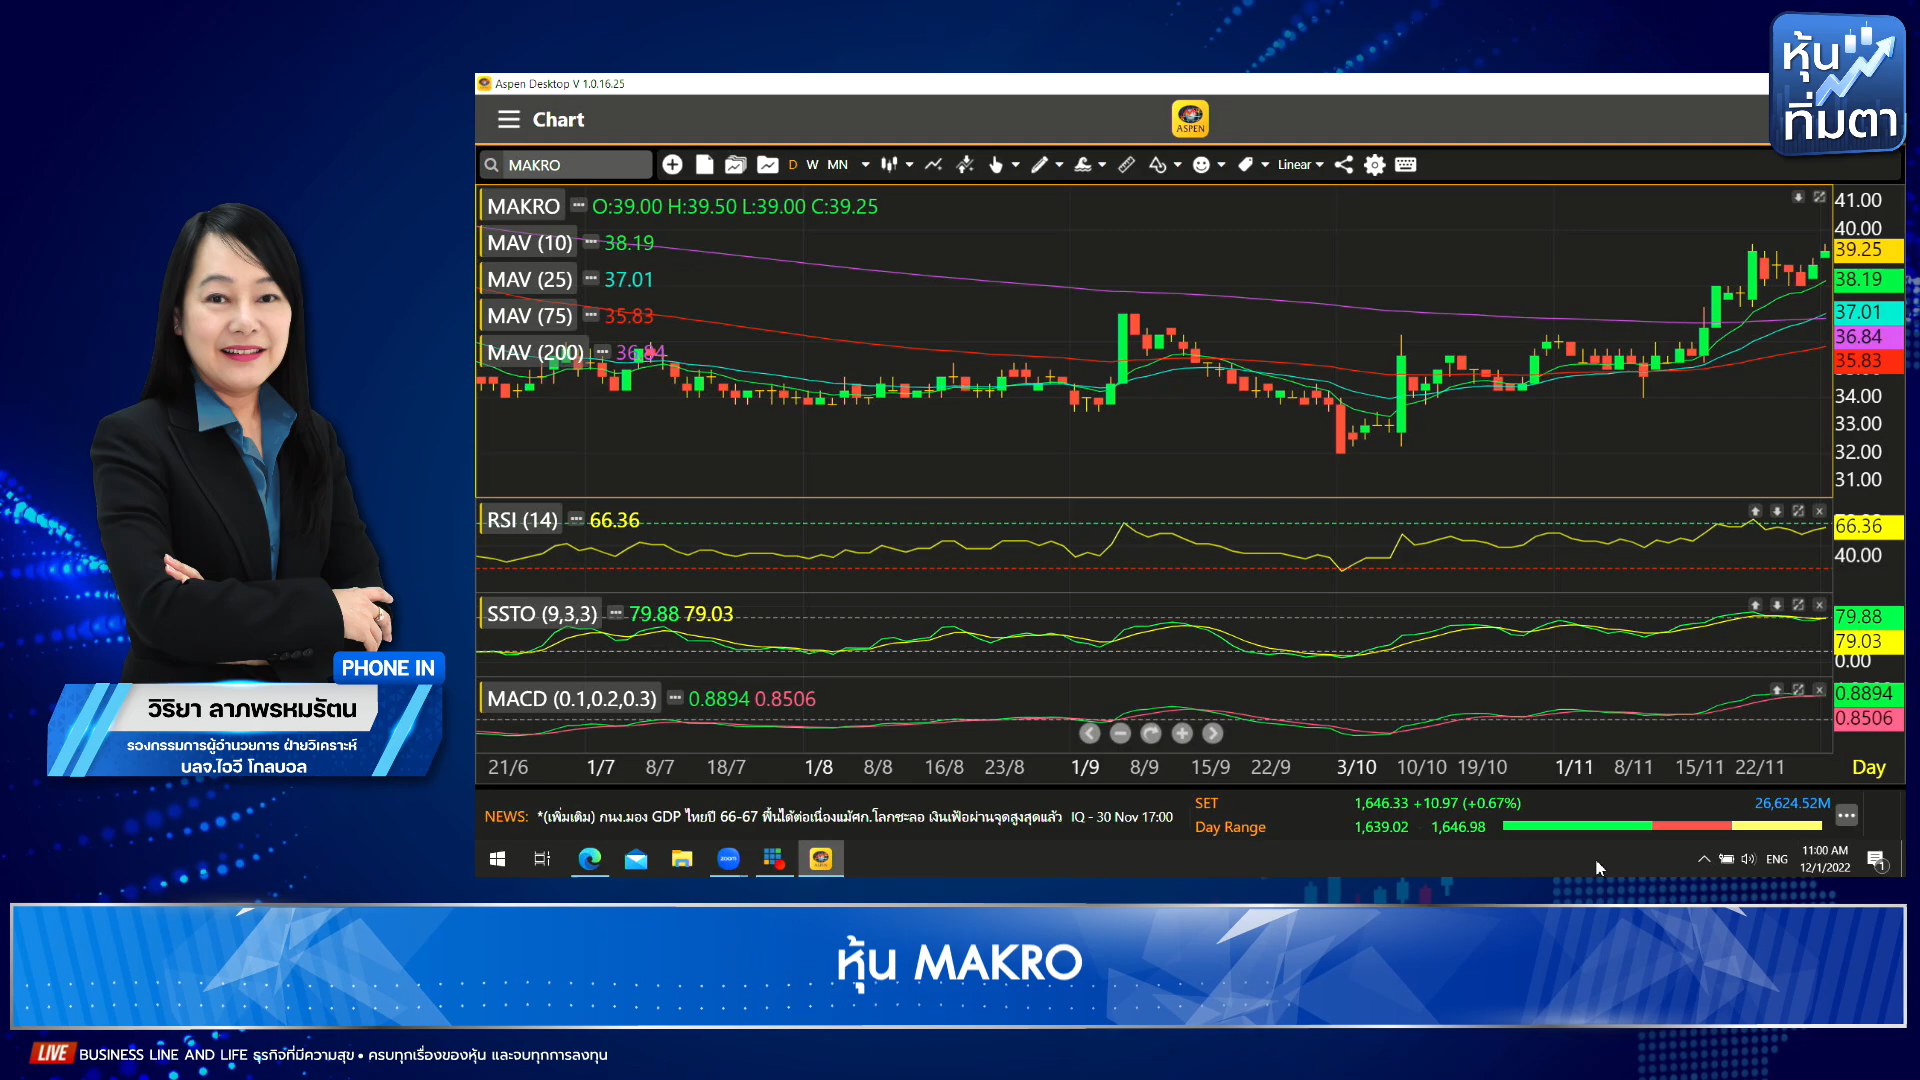 หุ้น
ทิ่มตา
Aspen Desktop V 1.0.16.25
Chart
ASPEN
MAKRO
D W MN
Linear
MAKRO O:39.00 H:39.50 L:39.00 C:39.25
MAV (10) 38.19
MAV (25) 37.01
MAV (75) 35.83
MAV (200) 36.84
41.00
40.00
39.25
38.19
37.01
36.84
35.83
34.00
33.00
32.00
31.00
RSI (14) 66.36
66.36
40.00
SSTO (9,3,3) 79.88 79.03
79.88
79.03
0.00
MACD (0.1,0.2,0.3) 0.8894 0.8506
0.8894
0.8506
21/6 1/7 8/7 18/7 1/8 8/8 16/8 23/8 1/9 8/9 15/9 22/9 3/10 10/10 19/10 1/11 8/11 15/11 22/11 Day
NEWS: *(เพิ่มเติม) กนง.มอง GDP ไทยปี 66-67 ฟื้นได้ต่อเนื่องแม้ศก.โลกชะลอ เงินเฟ้อผ่านจุดสูงสุดแล้ว IQ - 30 Nov 17:00
SET 1,646.33 +10.97 (+0.67%) 26,624.52M
Day Range 1,639.02 - 1,646.98
zoom
ENG
11:00 AM
12/1/2022
1
PHONE IN
วิริยา ลาภพรหมรัตน
รองกรรมการผู้อำนวยการ ฝ่ายวิเคราะห์
บลจ.ไอวี โกลบอล
หุ้น MAKRO
LIVE BUSINESS LINE AND LIFE ธุรกิจที่มีความสุข • ครบทุกเรื่องของหุ้น และจบทุกการลงทุน